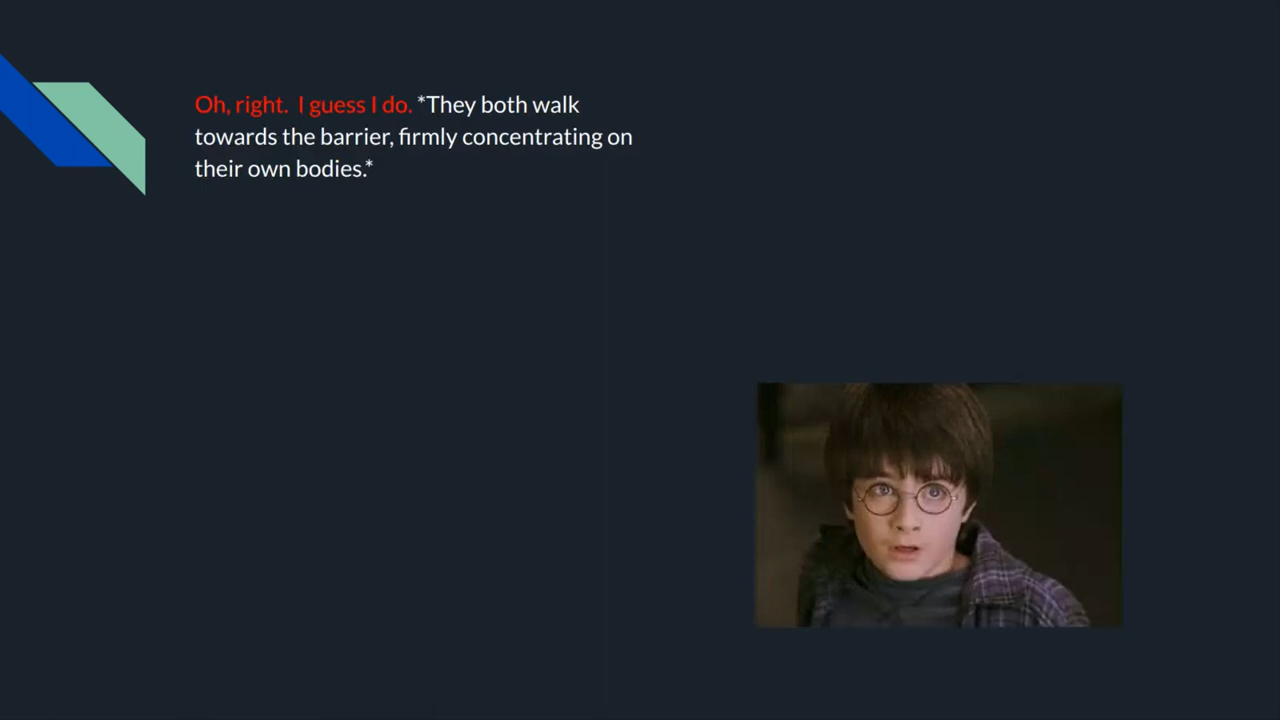 Oh, right.  I guess I do. *They both walk
towards the barrier, firmly concentrating on
their own bodies.*